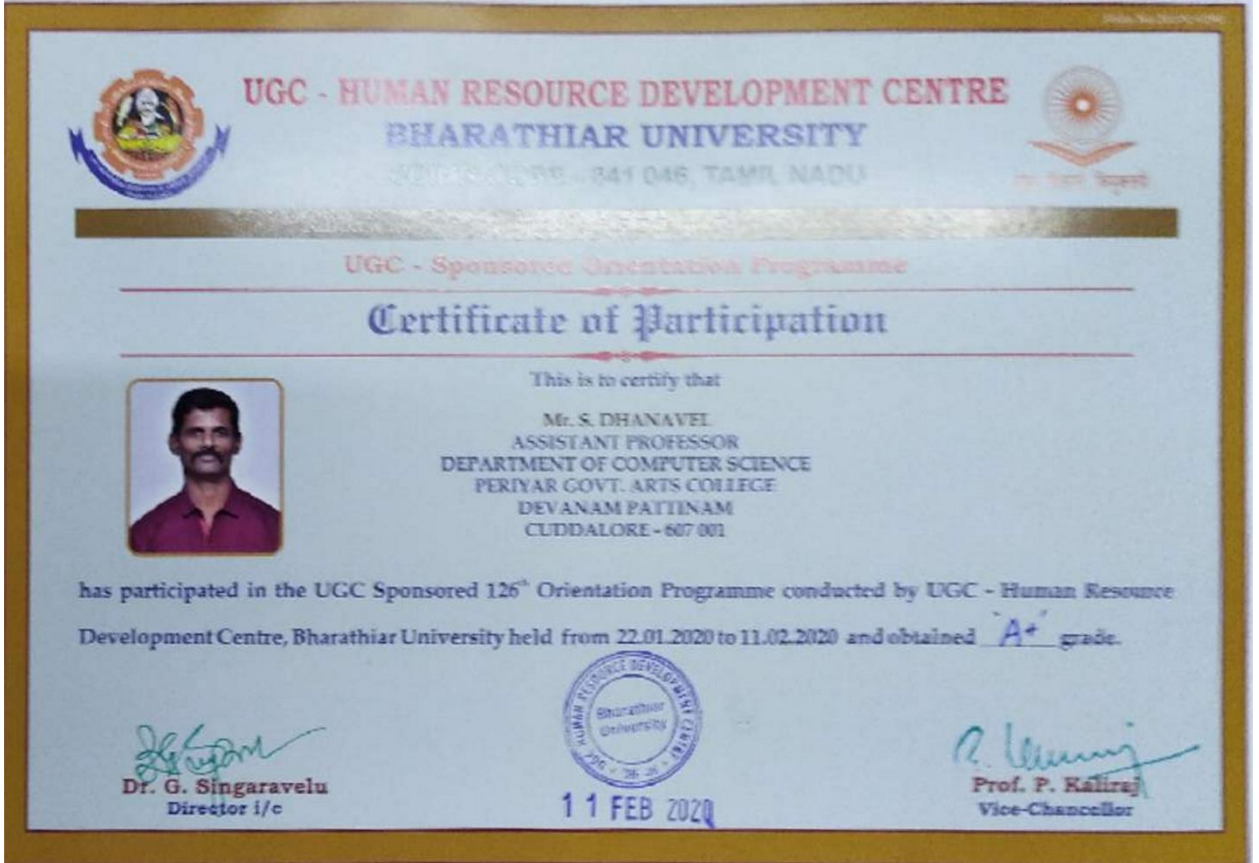 UGC - HUMAN RESOURCE DEVELOPMENT CENTRE
BHARATHIAR UNIVERSITY
641 046, TAMIL NADU
UGC - Sponsored Orientation Programme
Certificate of Participation
This is to certify that
Mr. S. DHANAVEL
ASSISTANT PROFESSOR
DEPARTMENT OF COMPUTER SCIENCE
PERIYAR GOVT. ARTS COLLEGE
DEVANAM PATTINAM
CUDDALORE - 607 001
has participated in the UGC Sponsored 126th Orientation Programme conducted by UGC - Human Resource
Development Centre, Bharathiar University held from 22.01.2020 to 11.02.2020 and obtained "A+" grade.
UGC HUMAN RESOURCE DEVELOPMENT CENTRE
Bharathiar
University
11 FEB 2020
Dr. G. Singaravelu
Director i/c
Prof. P. Kaliraj
Vice-Chancellor